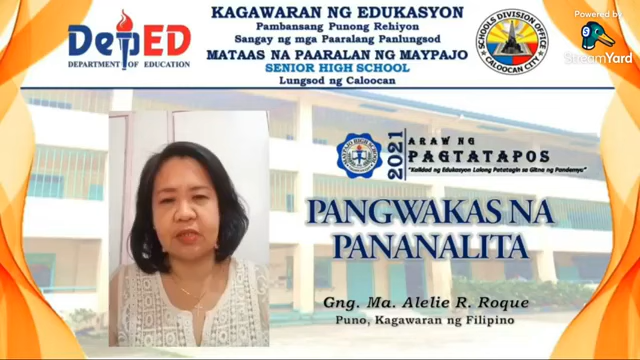 DepED
DEPARTMENT OF EDUCATION
KAGAWARAN NG EDUKASYON
Pambansang Punong Rehiyon
Sangay ng mga Paaralang Panlungsod
MATAAS NA PAARALAN NG MAYPAJO
SENIOR HIGH SCHOOL
Lungsod ng Caloocan
SCHOOLS DIVISION OFFICE
CALOOCAN CITY
Powered by
StreamYard
2021
ARAW NG
PAGTATAPOS
"Kalidad ng Edukasyon Lalong Patatagin sa Gitna ng Pandemya"
PANGWAKAS NA
PANANALITA
Gng. Ma. Alelie R. Roque
Puno, Kagawaran ng Filipino